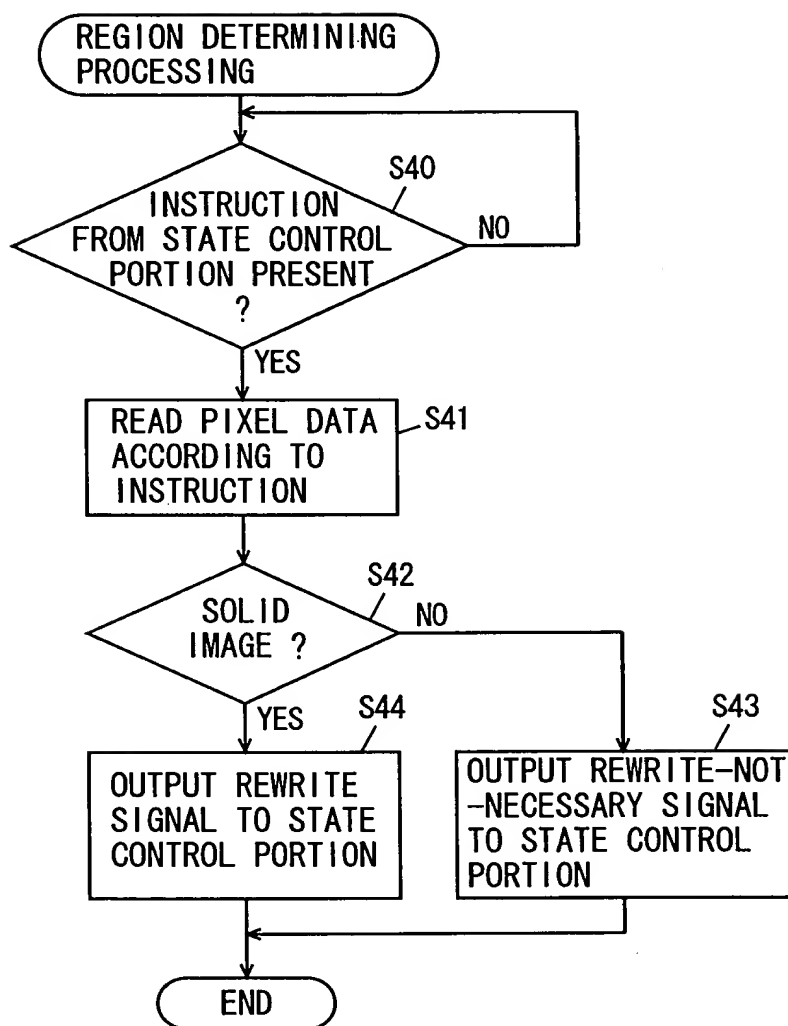 REGION DETERMINING
PROCESSING
S40
INSTRUCTION
FROM STATE CONTROL
PORTION PRESENT
?
NO
YES
READ PIXEL DATA
ACCORDING TO
INSTRUCTION
S41
S42
SOLID
IMAGE ?
NO
YES
S44
OUTPUT REWRITE
SIGNAL TO STATE
CONTROL PORTION
S43
OUTPUT REWRITE-NOT
-NECESSARY SIGNAL
TO STATE CONTROL
PORTION
END